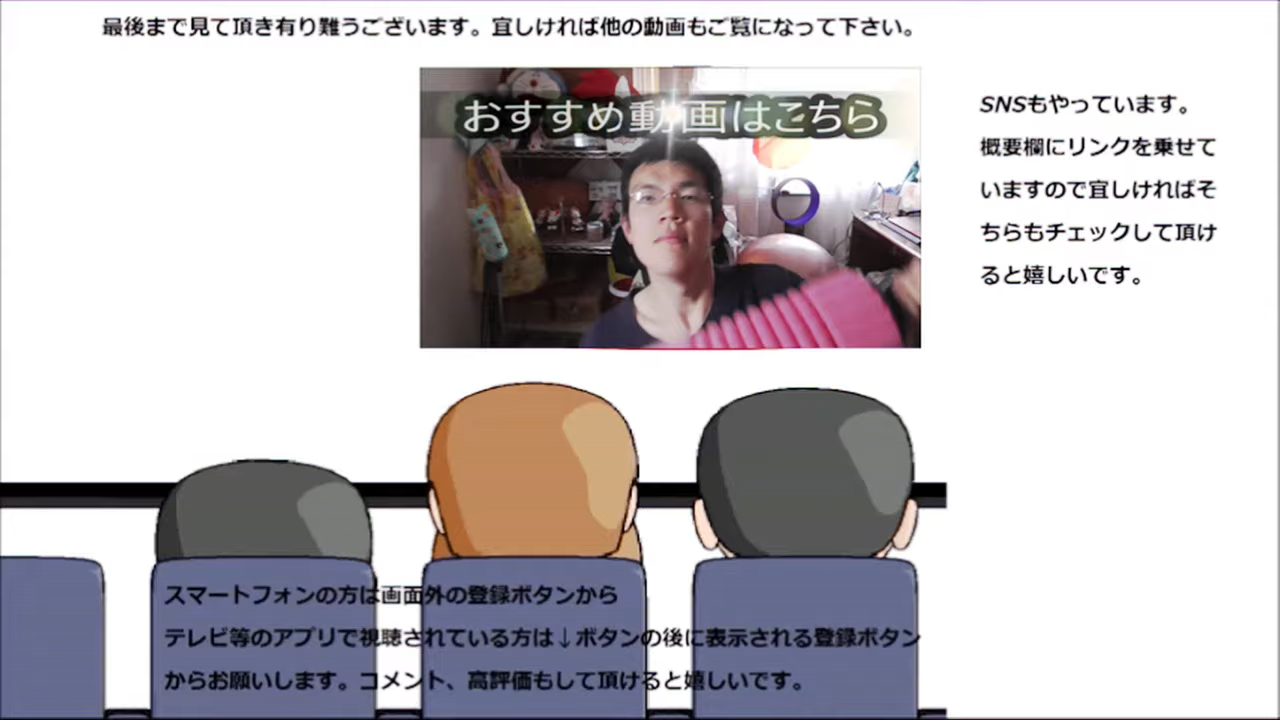 最後まで見て頂き有り難うございます。宜しければ他の動画もご覧になって下さい。
おすすめ動画はこちら
SNSもやっています。
概要欄にリンクを乗せて
いますので宜しければそ
ちらもチェックして頂け
ると嬉しいです。
スマートフォンの方は画面外の登録ボタンから
テレビ等のアプリで視聴されている方は↓ボタンの後に表示される登録ボタン
からお願いします。コメント、高評価もして頂けると嬉しいです。